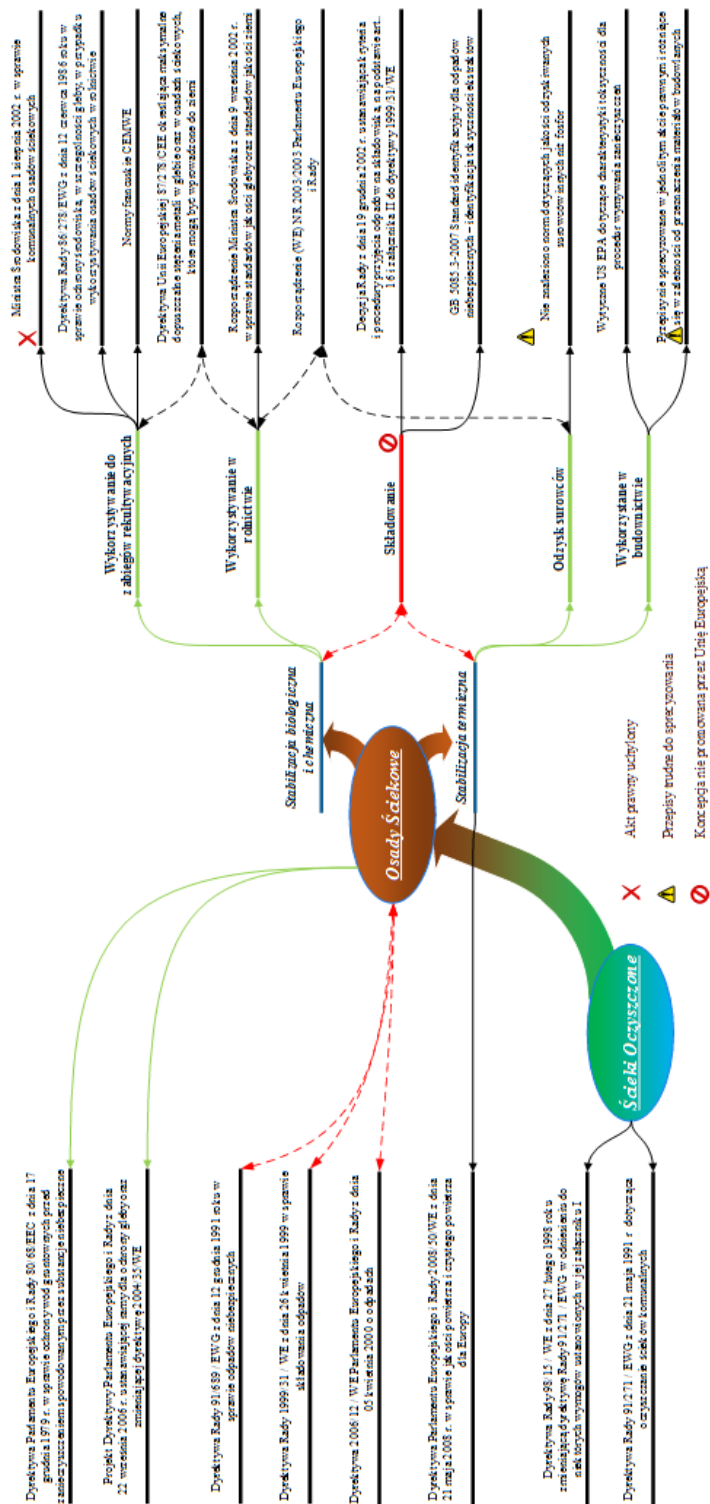 Dyrektywa Parlamentu Europejskiego i Rady 80/68/EEC z dnia 17
grudnia 1979 r. w sprawie ochrony wód gruntownych przed
zanieczyszczeniem spowodowanym przez substancje niebezpieczne
Projekt Dyrektywy Parlamentu Europejskiego i Rady z dnia
22 września 2006 r. ustanawiającej ramy dla ochrony gleby oraz
zmieniającej dyrektywę 2004/35/WE
Dyrektywa Rady 91/689/EWG z dnia 12 grudnia 1991 roku w
sprawie odpadów niebezpiecznych
Dyrektywa Rady 1999/31/WE z dnia 26 kwietnia 1999 w sprawie
składowania odpadów
Dyrektywa 2006/12/WE Parlamentu Europejskiego i Rady z dnia
05 kwietnia 2000 o odpadach
Dyrektywa Parlamentu Europejskiego i Rady 2008/50/WE z dnia
21 maja 2008 r. w sprawie jakości powietrza i czystego powietrza
dla Europy
Dyrektywa Rady 98/15/WE z dnia 27 lutego 1998 roku
zmieniająca dyrektywę Rady 91/271/EWG w odniesieniu do
niektórych wymogów ustanowionych w jej załączniku I
Dyrektywa Rady 91/271/EWG z dnia 21 maja 1991 r dotycząca
oczyszczanie ścieków komunalnych
Ścieki Oczyszczone
Osady Ściekowe
Stabilizacja biologiczna
i chemiczna
Stabilizacja termiczna
Wykorzystywanie do
zabiegów rekultywacyjnych
Wykorzystywanie w
rolnictwie
Składowanie
Odzysk surowców
Wykorzystane w
budownictwie
Ministra Środowiska z dnia 1 sierpnia 2002 r. w sprawie
komunalnych osadów ściekowych
Dyrektywa Rady 86/278/EWG z dnia 12 czerwca 1986 roku w
sprawie ochrony środowiska, w szczególności gleby, w przypadku
wykorzystywania osadów ściekowych w rolnictwie
Normy francuskie CEMWE
Dyrektywa Unii Europejskiej 87/278/CEE określająca maksymalne
dopuszczalne stężenia metali w glebie oraz w osadach ściekowych,
które mogą być wprowadzone do ziemi
Rozporządzenie Ministra Środowiska z dnia 9 września 2002 r.
w sprawie standardów jakości gleby oraz standardów jakości ziemi
Rozporządzenie (WE) NR 2003/2003 Parlamentu Europejskiego
i Rady
Decyzja Rady z dnia 19 grudnia 2002 r. ustanawiająca kryteria
i procedury przyjęcia odpadów na składowiska, na podstawie art.
16 i załącznika II do dyrektywy 1999/31/WE
GB 5085.3-2007 Standard identyfikacyjny dla odpadów
niebezpiecznych – identyfikacja toksyczności ekstraktów
Nie znaleziono norm dotyczących jakości odzyskiwanych
surowców innych niż fosfór
Wytyczne US EPA dotyczące charakterystyki toksyczności dla
procedur wymywania zanieczyszczeń
Przepisy nie sprecyzowane w jednolitym akcie prawnym i różniące
się w zależności od przeznaczenia materiałów budowlanych
Akt prawny uchylony
Przepisy trudne do sprecyzowania
Koncepcja nie promowana przez Unię Europejską